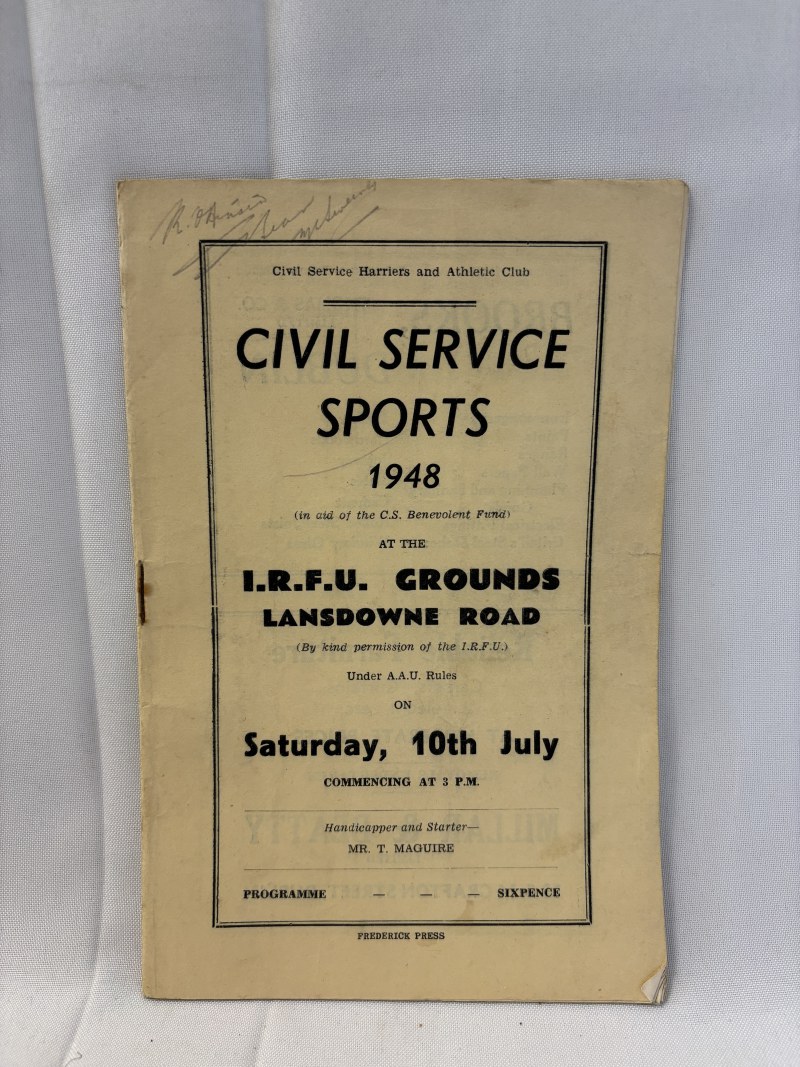 Civil Service Harriers and Athletic Club
CIVIL SERVICE
SPORTS
1948
(in aid of the C.S. Benevolent Fund)
AT THE
I.R.F.U. GROUNDS
LANSDOWNE ROAD
(By kind permission of the I.R.F.U.)
Under A.A.U. Rules
ON
Saturday, 10th July
COMMENCING AT 3 P.M.
Handicapper and Starter—
MR. T. MAGUIRE
PROGRAMME — — — SIXPENCE
FREDERICK PRESS